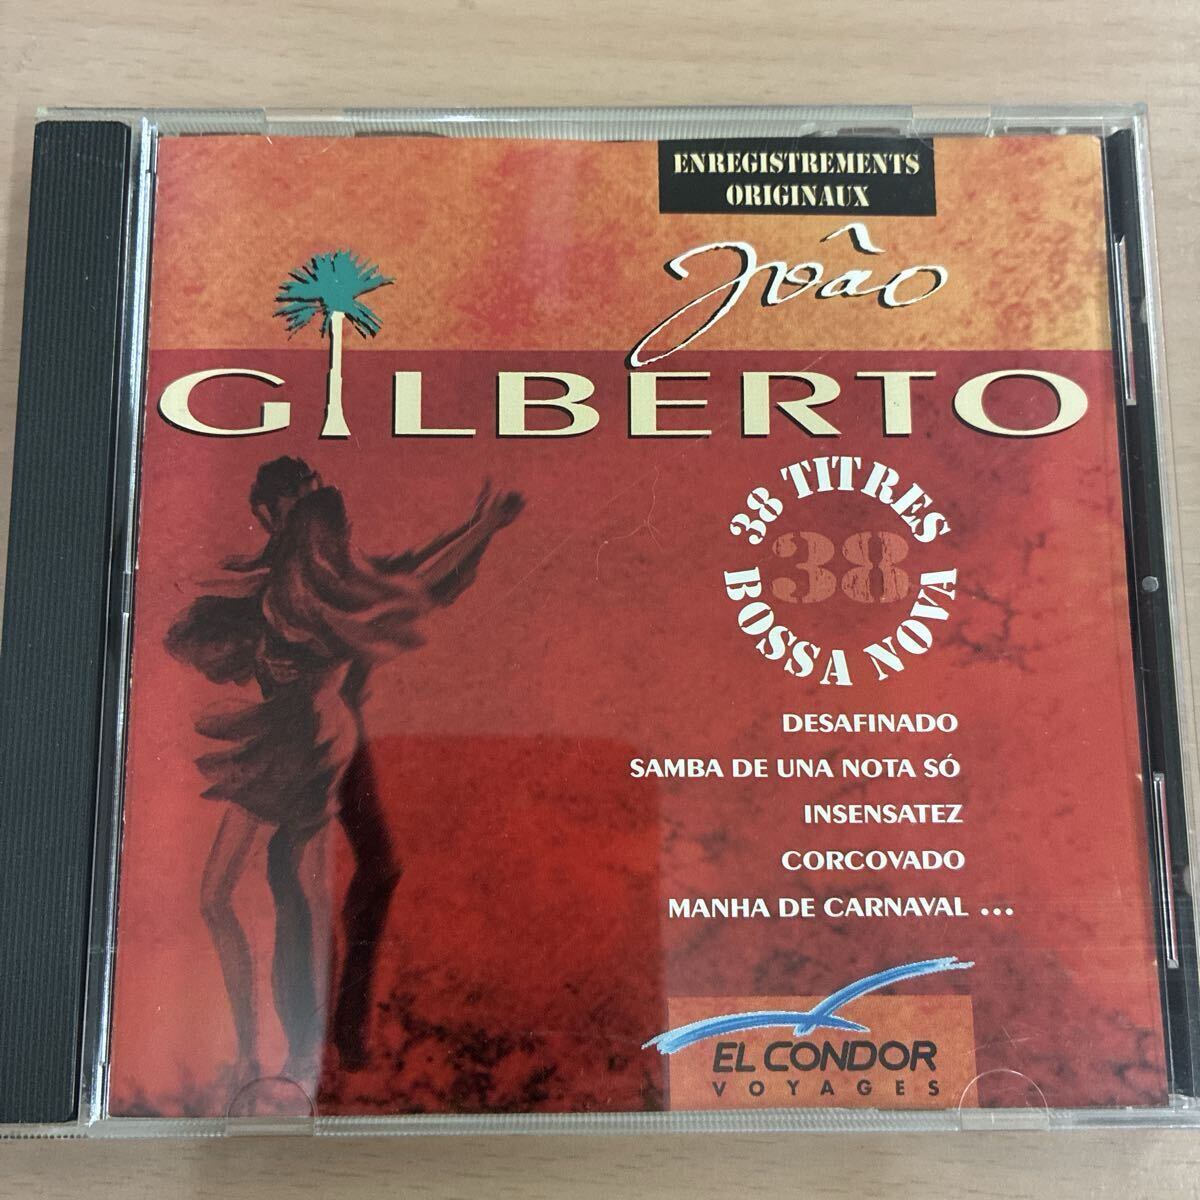 ENREGISTREMENTS
ORIGINAUX
João
GILBERTO
38 TITRES
38
BOSSA NOVA
DESAFINADO
SAMBA DE UNA NOTA SÓ
INSENSATEZ
CORCOVADO
MANHA DE CARNAVAL ...
EL CONDOR
VOYAGES